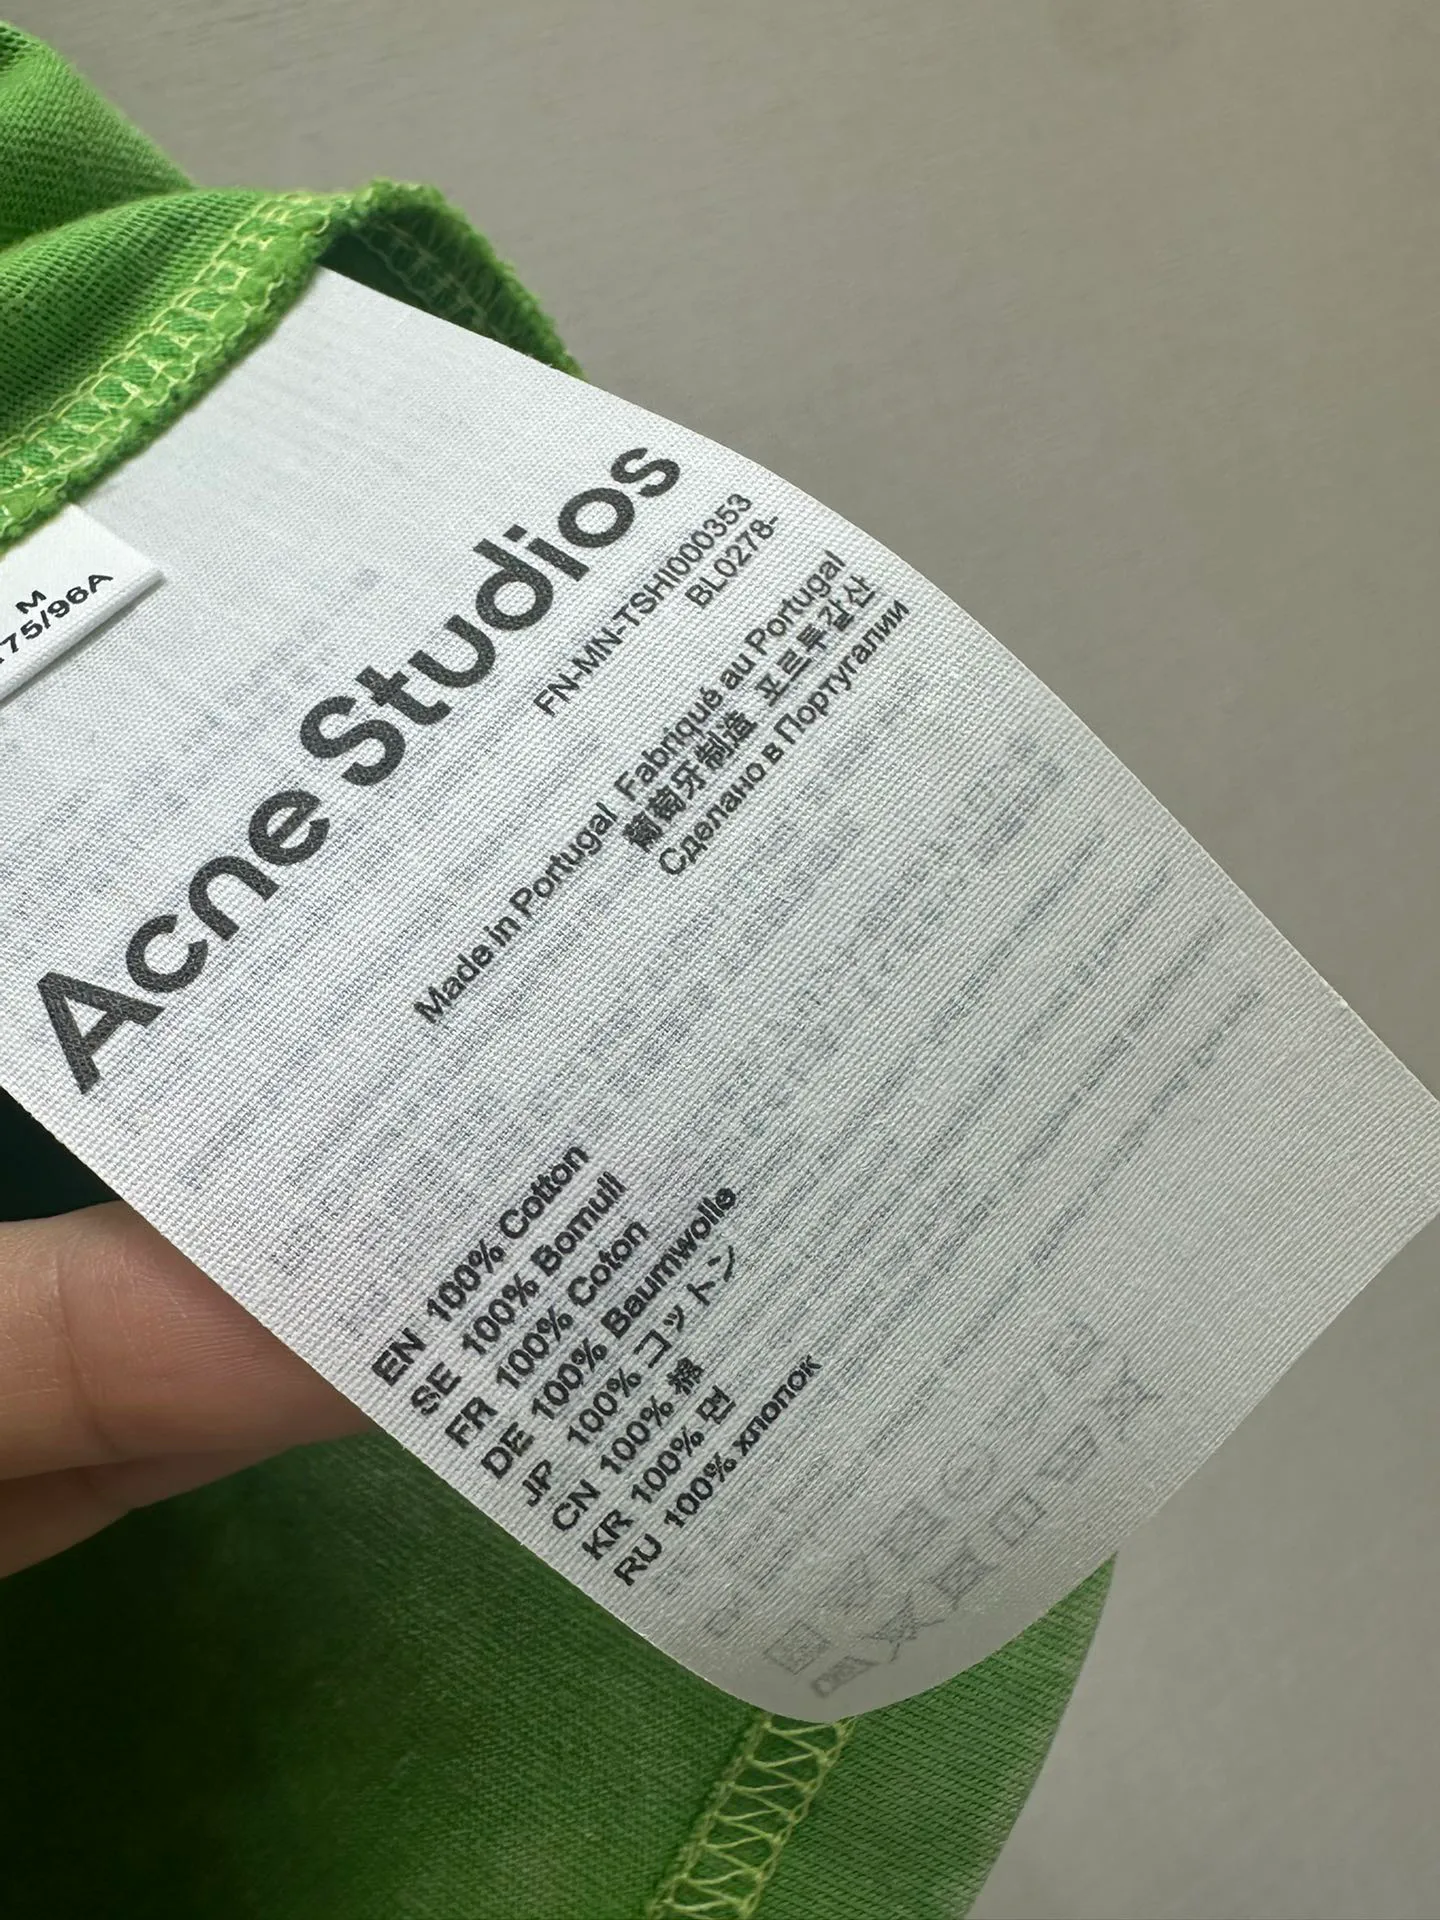 M
175/96A
Acne Studios
FN-MN-TSHI000353
BL0278-
Made in Portugal Fabriqué au Portugal
葡萄牙制造 포르투갈산
Сделано в Португалии
EN 100% Cotton
SE 100% Bomull
FR 100% Coton
DE 100% Baumwolle
JP 100% コットン
CN 100% 棉
KR 100% 면
RU 100% хлопок